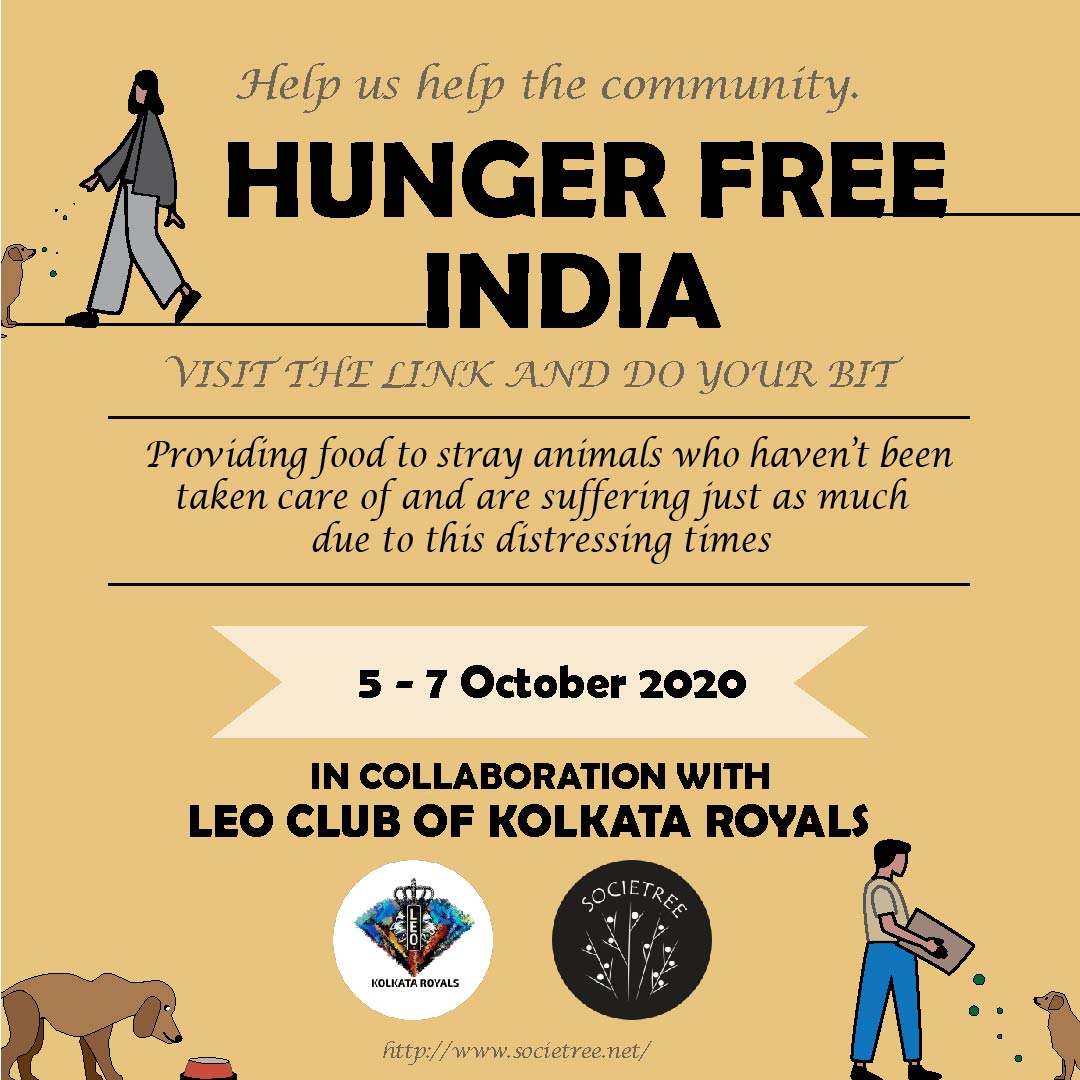 Help us help the community.
HUNGER FREE
INDIA
VISIT THE LINK AND DO YOUR BIT
Providing food to stray animals who haven't been
taken care of and are suffering just as much
due to this distressing times
5 - 7 October 2020
IN COLLABORATION WITH
LEO CLUB OF KOLKATA ROYALS
LEO
KOLKATA ROYALS
SOCIETREE
http://www.societree.net/